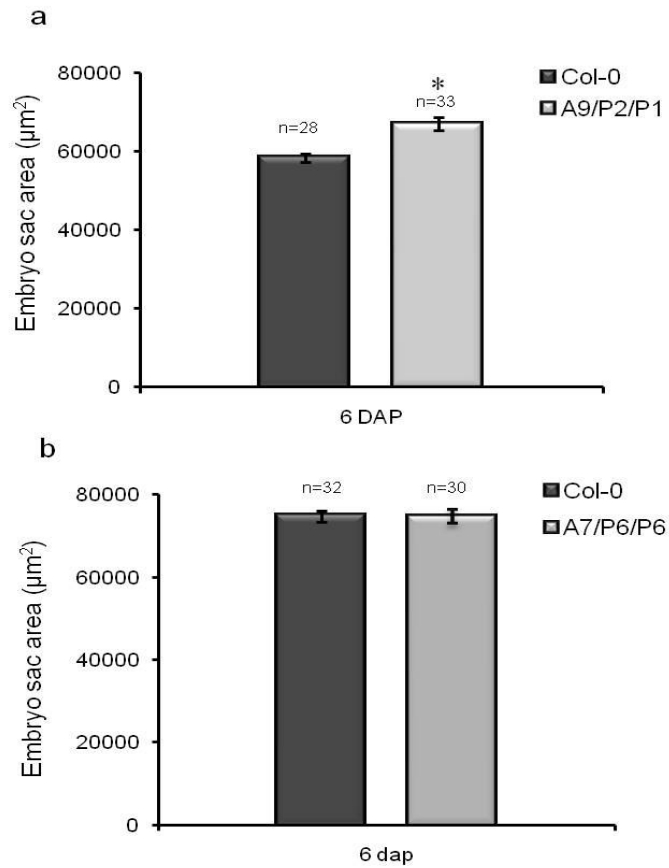 a
Embryo sac area (µm²)
80000
60000
40000
20000
0
n=28
*
n=33
Col-0
A9/P2/P1
6 DAP
b
Embryo sac area (µm²)
80000
60000
40000
20000
0
n=32
n=30
Col-0
A7/P6/P6
6 dap